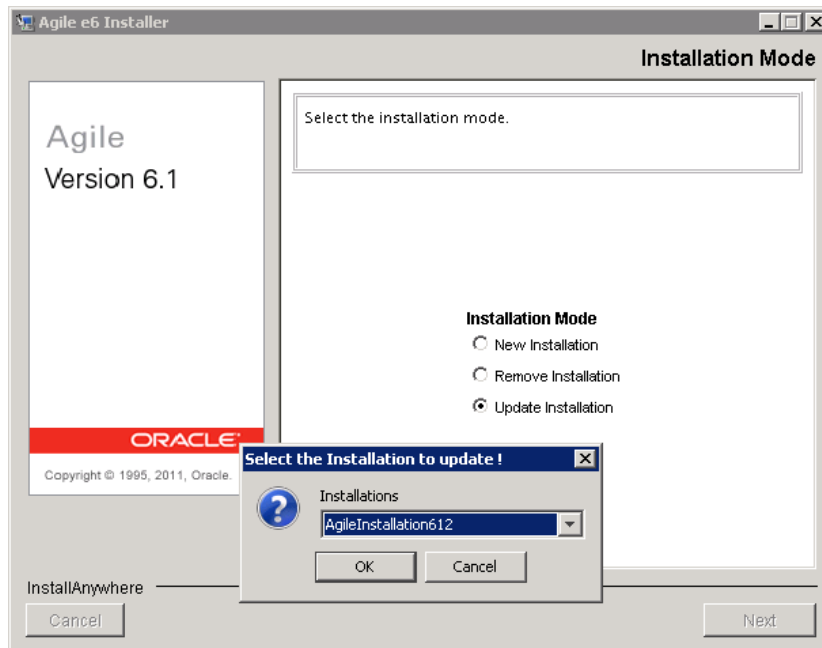 Agile e6 Installer
Installation Mode
Agile
Version 6.1
Select the installation mode.
Installation Mode
New Installation
Remove Installation
Update Installation
ORACLE
Copyright © 1995, 2011, Oracle.
Select the Installation to update !
Installations
AgileInstallation612
OK
Cancel
InstallAnywhere
Cancel
Next